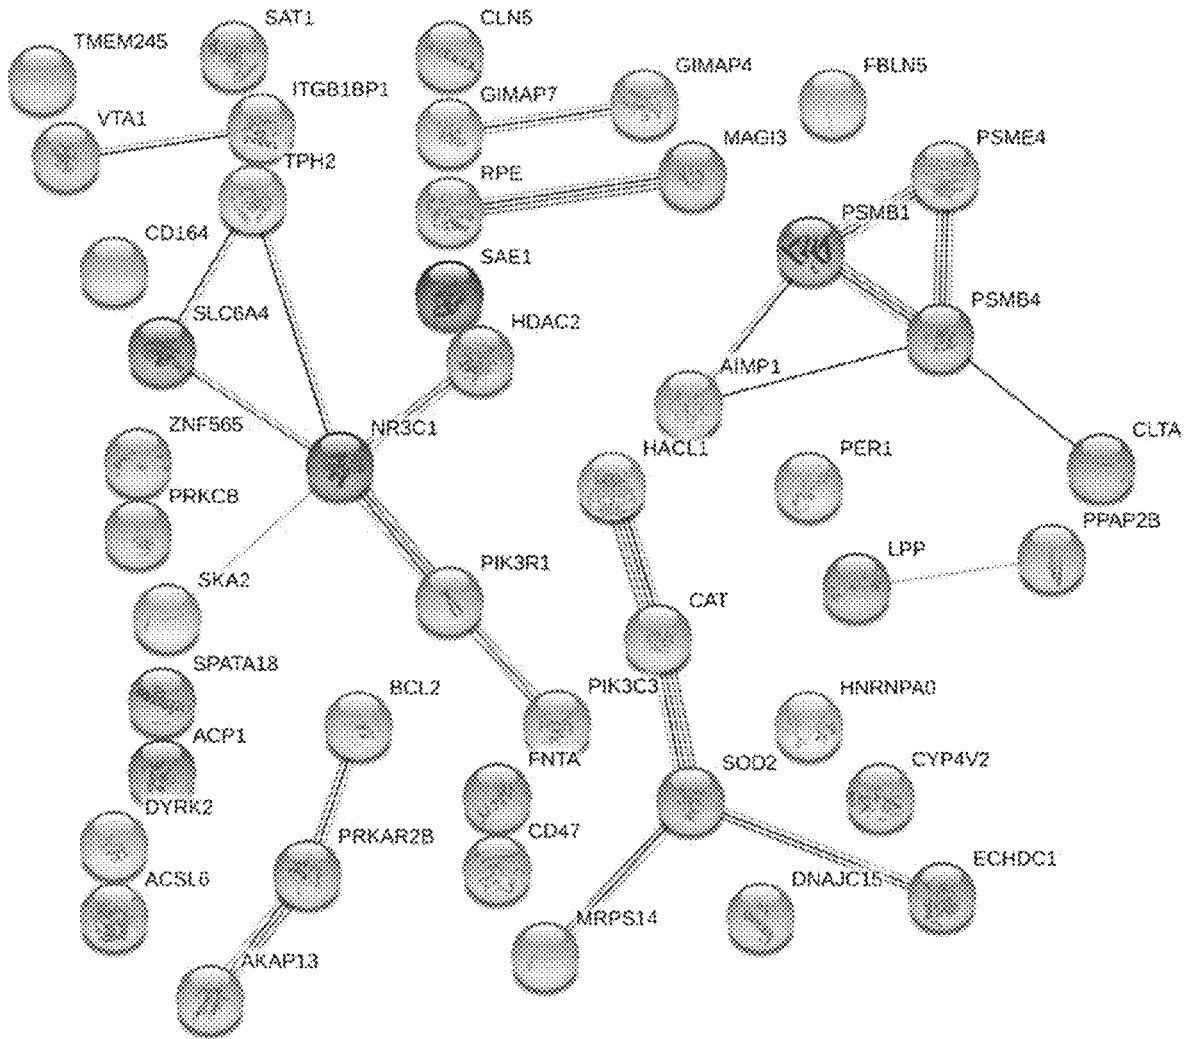 SAT1
CLN5
TMEM245
GIMAP4
FBLN5
ITGB1BP1
GIMAP7
VTA1
MAGI3
PSME4
TPH2
RPE
PSMB1
CD164
SAE1
PSMB4
SLC6A4
HDAC2
AIMP1
ZNF565
NR3C1
CLTA
HACL1
PER1
PRKCB
PPAP2B
LPP
PIK3R1
SKA2
CAT
SPATA18
BCL2
PIK3C3
HNRNPA0
ACP1
FNTA
SOD2
CYP4V2
DYRK2
PRKAR2B
CD47
ECHDC1
ACSL6
DNAJC15
MRPS14
AKAP13